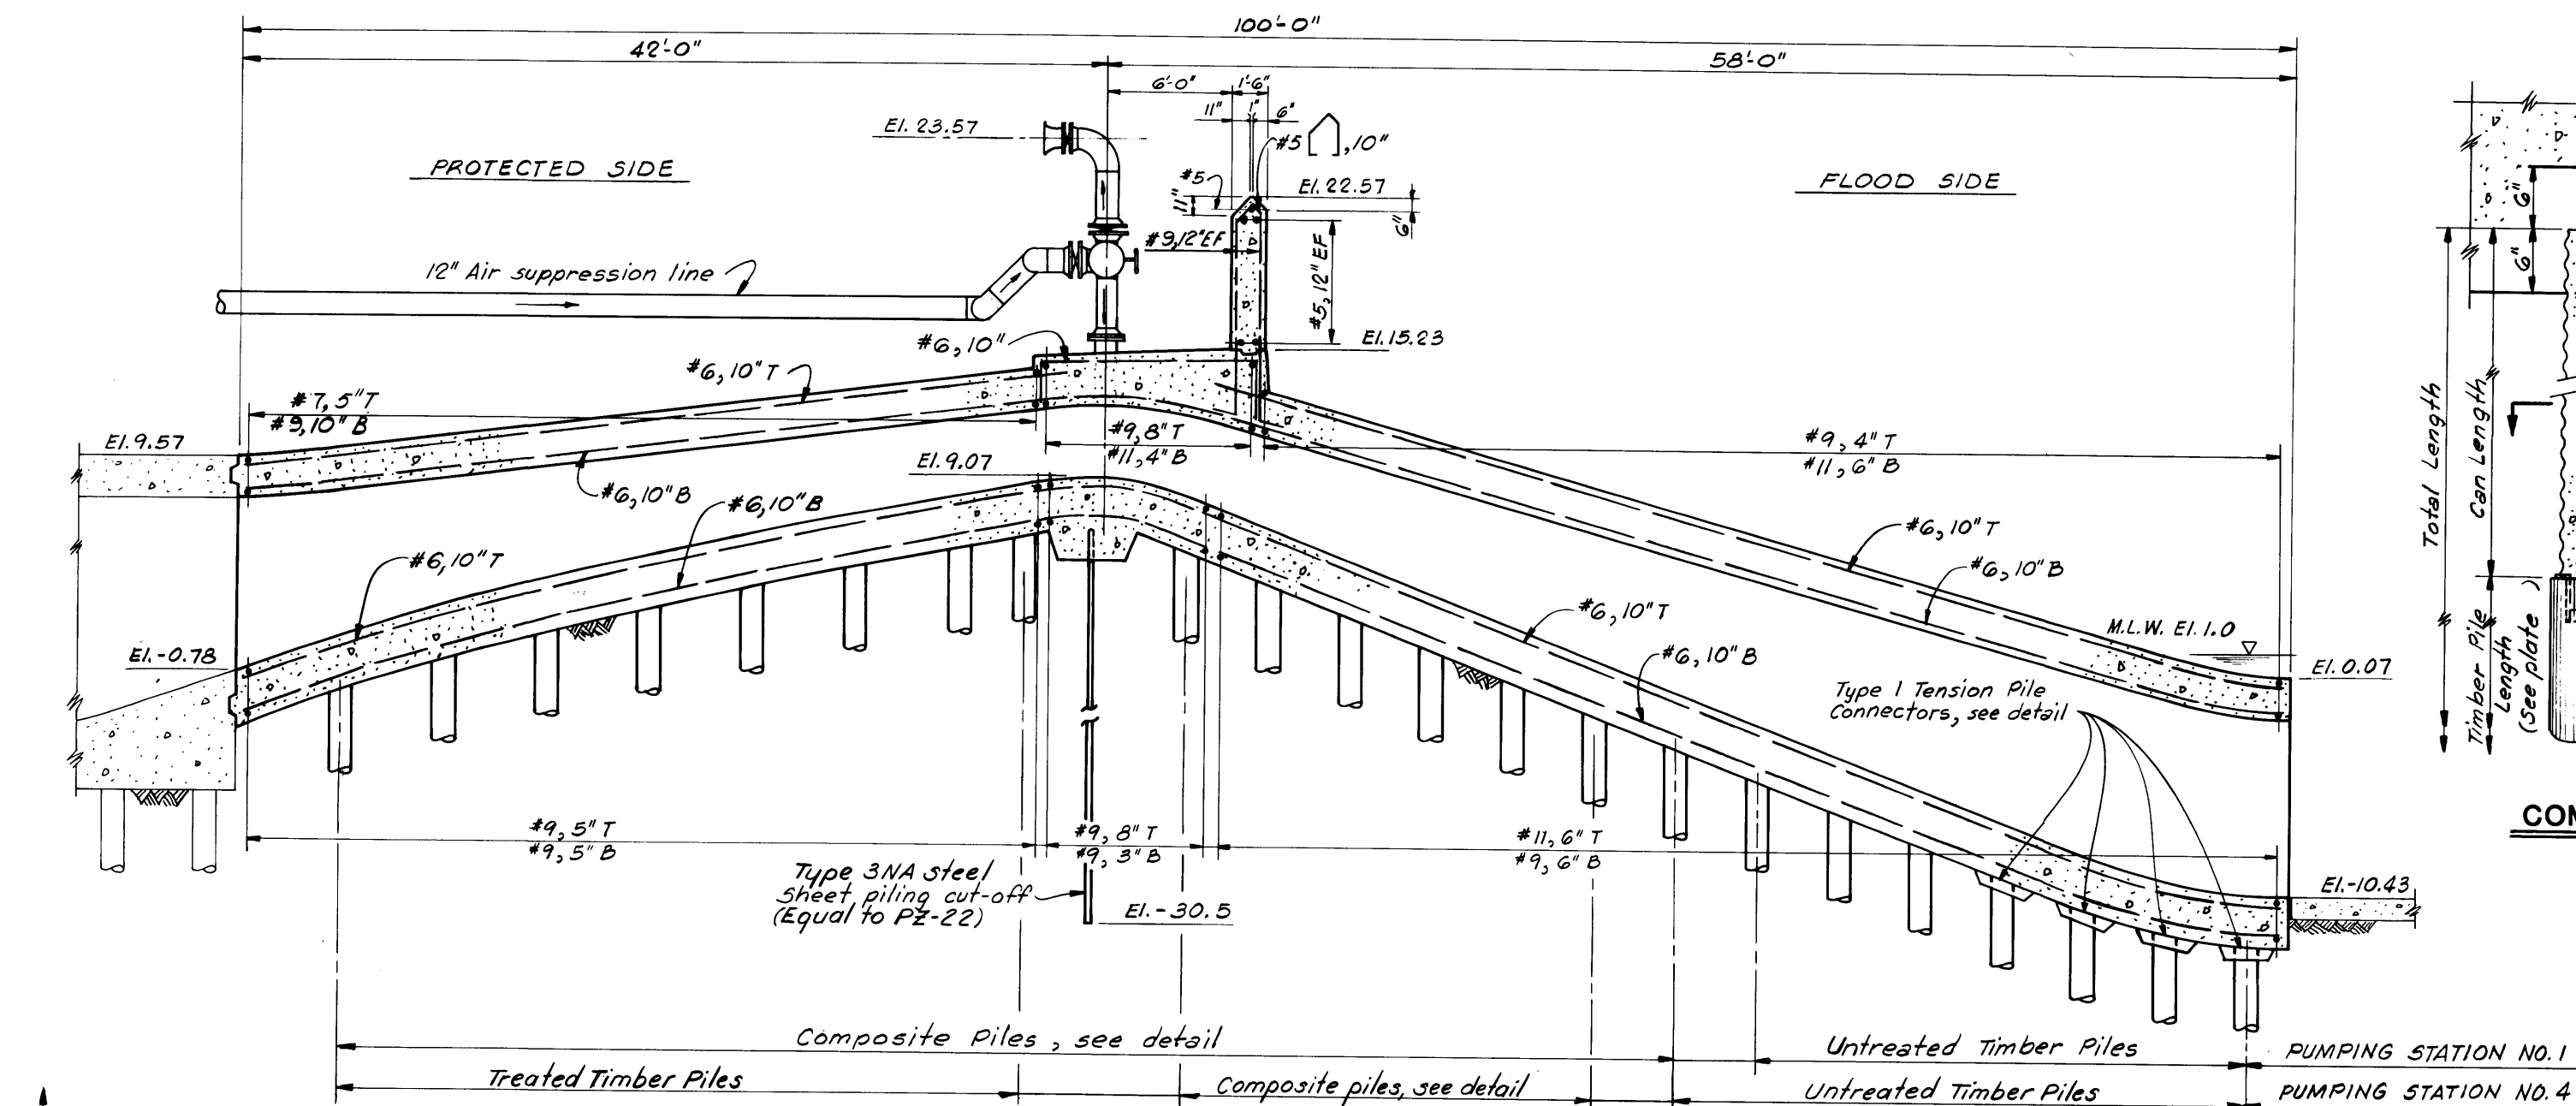 100'-0"
42'-0"
58'-0"
6'-0"
1'-6"
11"
1"
6"
El. 23.57
#5 , 10"
PROTECTED SIDE
FLOOD SIDE
#5
El. 22.57
11"
6"
#9, 12" EF
#5, 12" EF
12" Air suppression line
El. 15.23
#6, 10"
#6, 10" T
#7, 5" T
#9, 10" B
El. 9.57
#9, 8" T
#11, 4" B
#9, 4" T
#11, 6" B
El. 9.07
#6, 10" B
#6, 10" B
#6, 10" T
#6, 10" T
#6, 10" B
#6, 10" T
#6, 10" B
M.L.W. El. 1.0
El. 0.07
El. -0.78
Type 1 Tension Pile
Connectors, see detail
#9, 5" T
#9, 5" B
#9, 8" T
#9, 3" B
#11, 6" T
#9, 6" B
Type 3NA steel
sheet piling cut-off
(Equal to PZ-22)
El. -30.5
El. -10.43
Composite Piles, see detail
Untreated Timber Piles
PUMPING STATION NO. 1
Treated Timber Piles
Composite piles, see detail
Untreated Timber Piles
PUMPING STATION NO. 4
6"
6"
Total Length
Can Length
Timber Pile
Length
(See plate )
COM